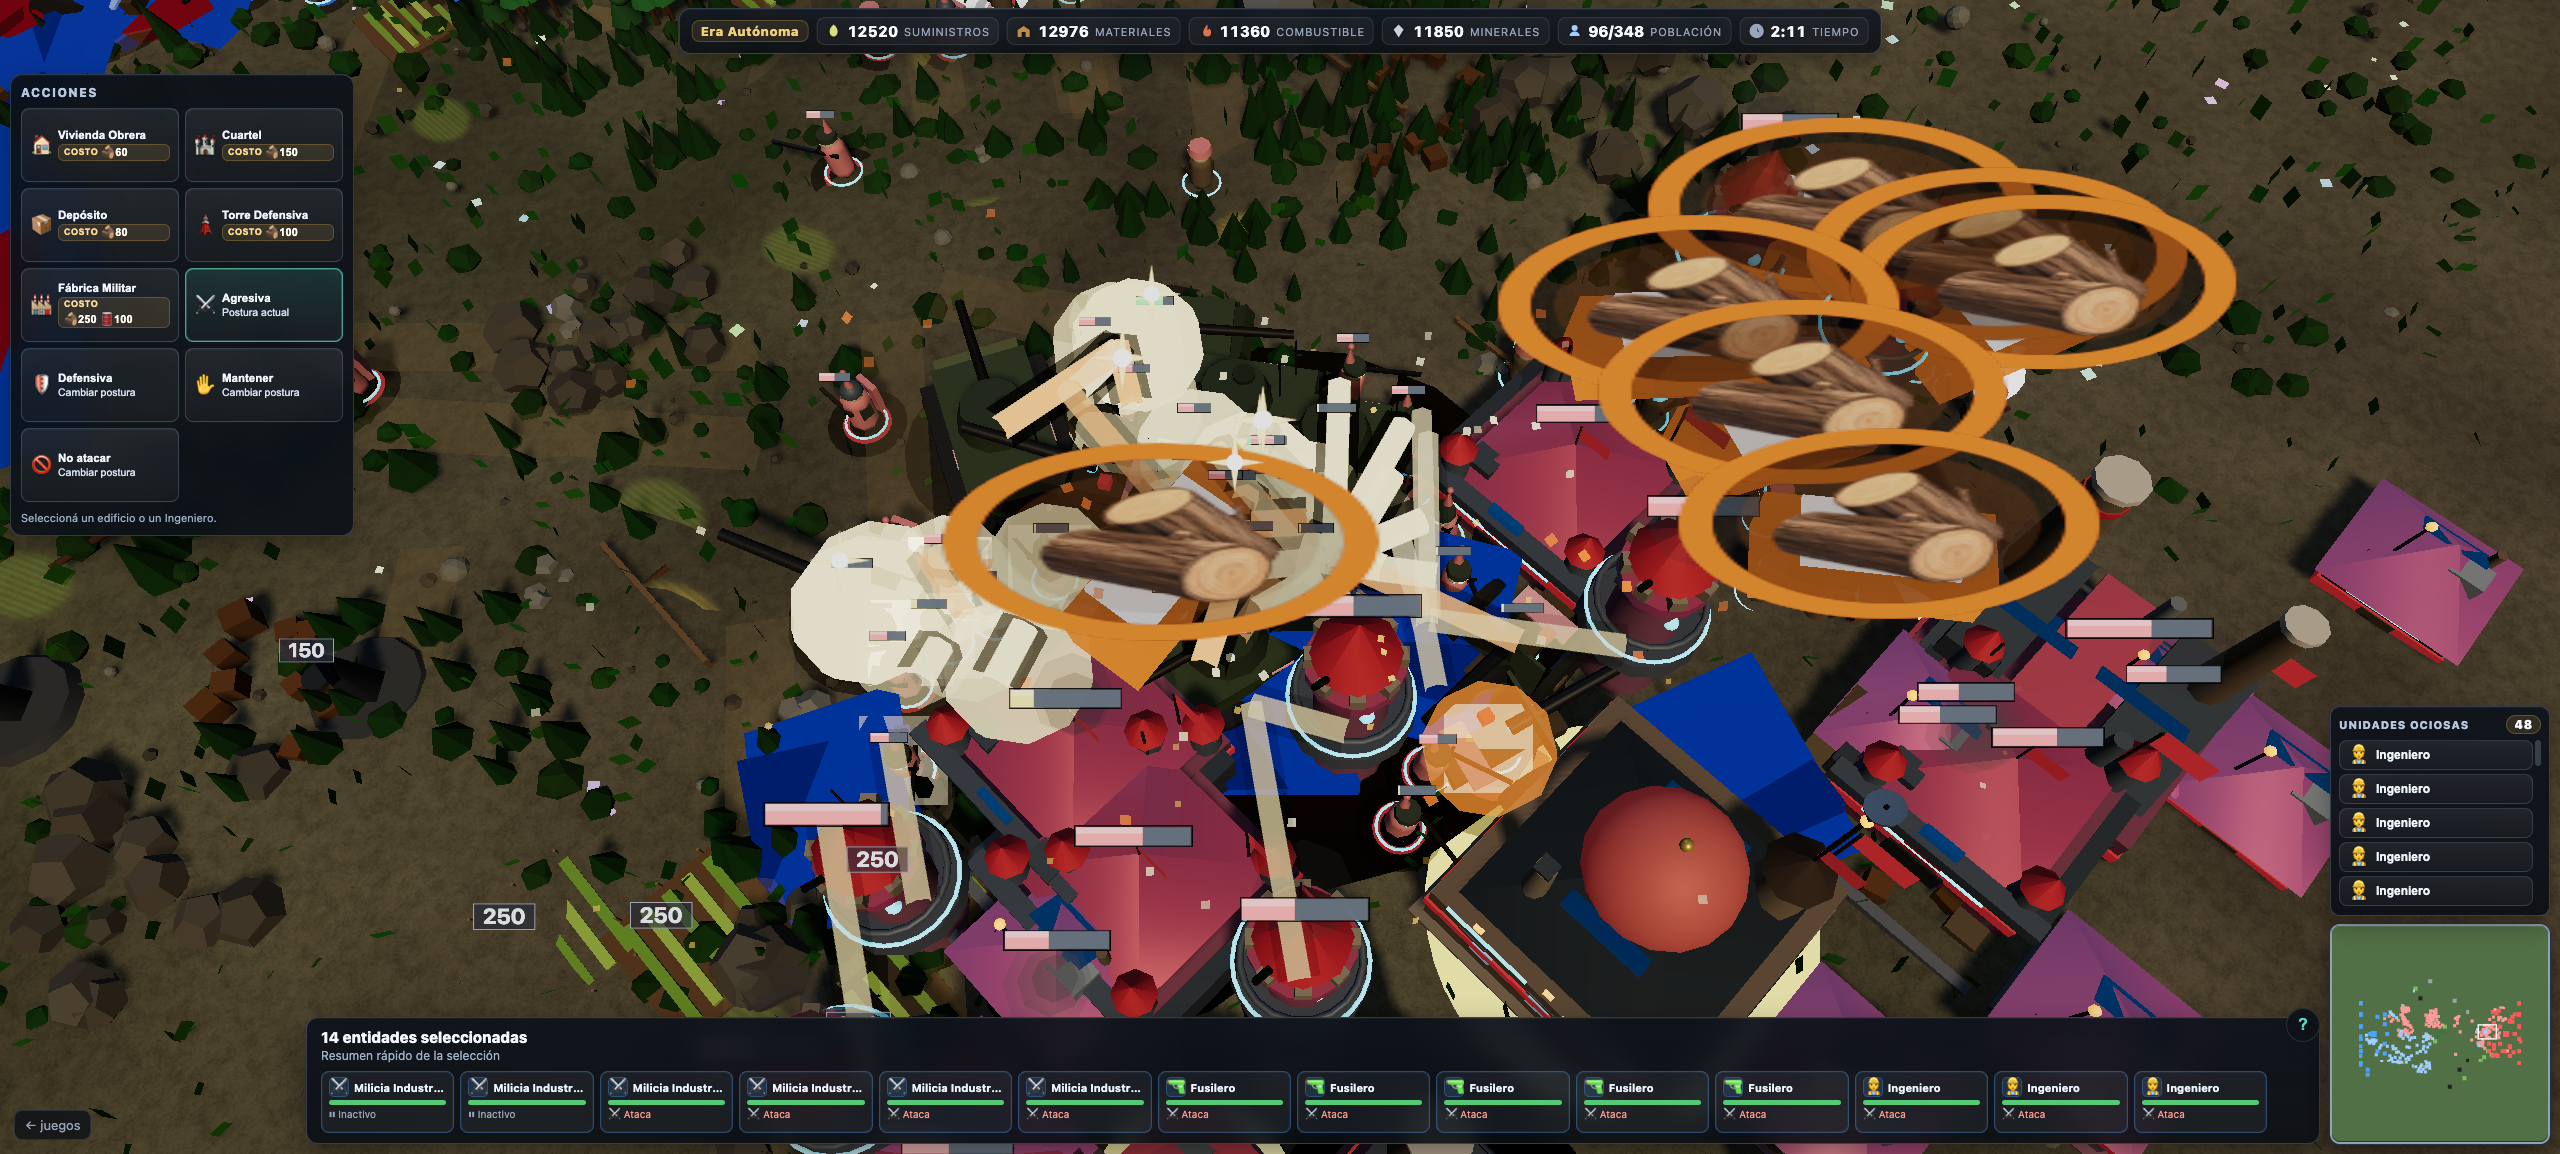 Era Autónoma
12520 SUMINISTROS
12976 MATERIALES
11360 COMBUSTIBLE
11850 MINERALES
96/348 POBLACIÓN
2:11 TIEMPO
ACCIONES
Vivienda Obrera
COSTO 60
Cuartel
COSTO 150
Depósito
COSTO 80
Torre Defensiva
COSTO 100
Fábrica Militar
COSTO
250 100
Agresiva
Postura actual
Defensiva
Cambiar postura
Mantener
Cambiar postura
No atacar
Cambiar postura
Seleccioná un edificio o un Ingeniero.
150
250
250
250
UNIDADES OCIOSAS 48
Ingeniero
Ingeniero
Ingeniero
Ingeniero
Ingeniero
14 entidades seleccionadas
Resumen rápido de la selección
?
Milicia Industr...
Inactivo
Milicia Industr...
Inactivo
Milicia Industr...
Ataca
Milicia Industr...
Ataca
Milicia Industr...
Ataca
Milicia Industr...
Ataca
Fusilero
Ataca
Fusilero
Ataca
Fusilero
Ataca
Fusilero
Ataca
Fusilero
Ataca
Ingeniero
Ataca
Ingeniero
Ataca
Ingeniero
Ataca
← juegos